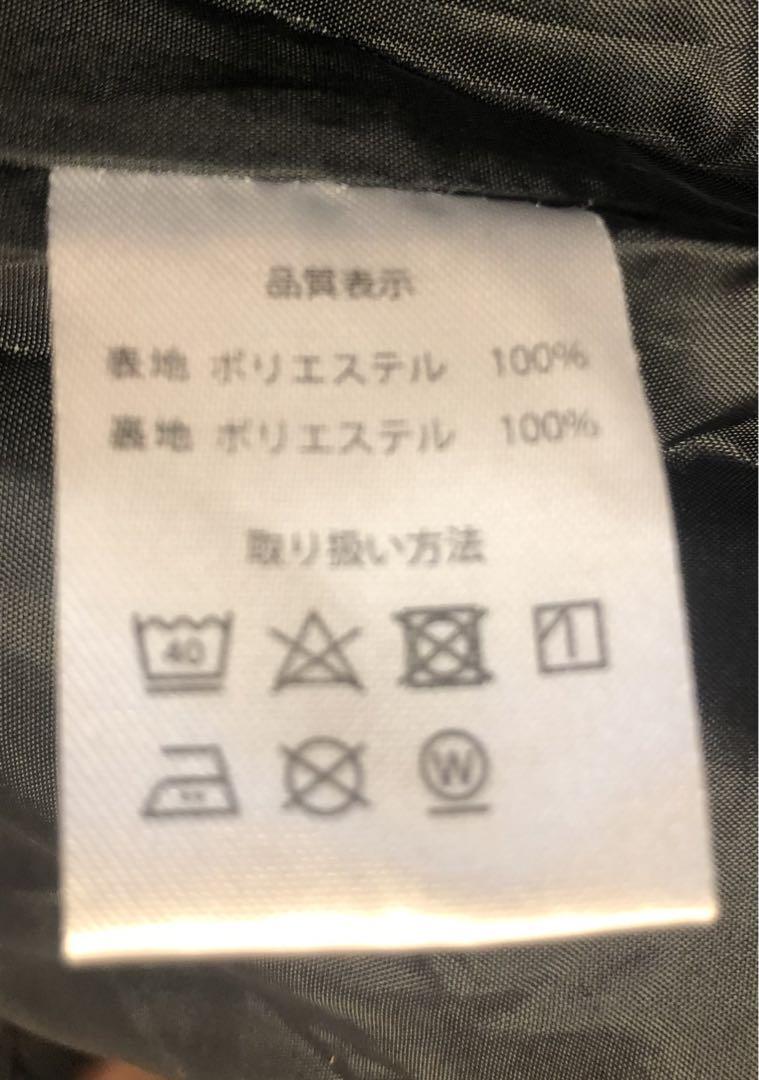 品質表示
表地 ポリエステル 100%
裏地 ポリエステル 100%
取り扱い方法
40
W